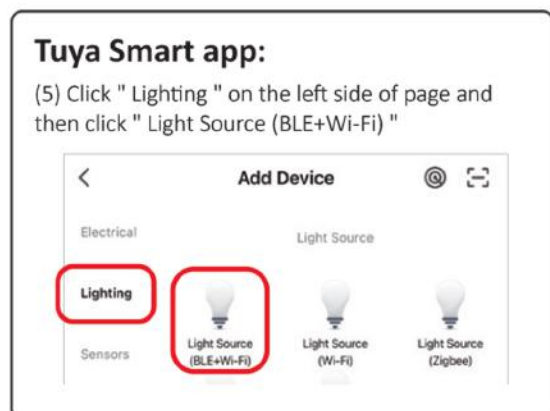 Tuya Smart app:
(5) Click " Lighting " on the left side of page and
then click " Light Source (BLE+Wi-Fi) "
Add Device
Electrical
Light Source
Lighting
Light Source
(BLE+Wi-Fi)
Light Source
(Wi-Fi)
Light Source
(Zigbee)
Sensors